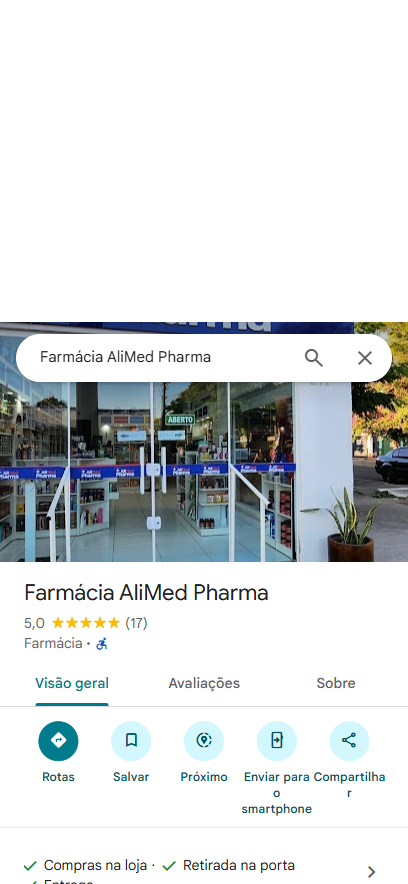 Farmácia AliMed Pharma
ABERTO
Farmácia AliMed Pharma
5,0 (17)
Farmácia ·
Visão geral Avaliações Sobre
Rotas Salvar Próximo Enviar para o smartphone Compartilhar
Compras na loja · Retirada na porta
Entrega